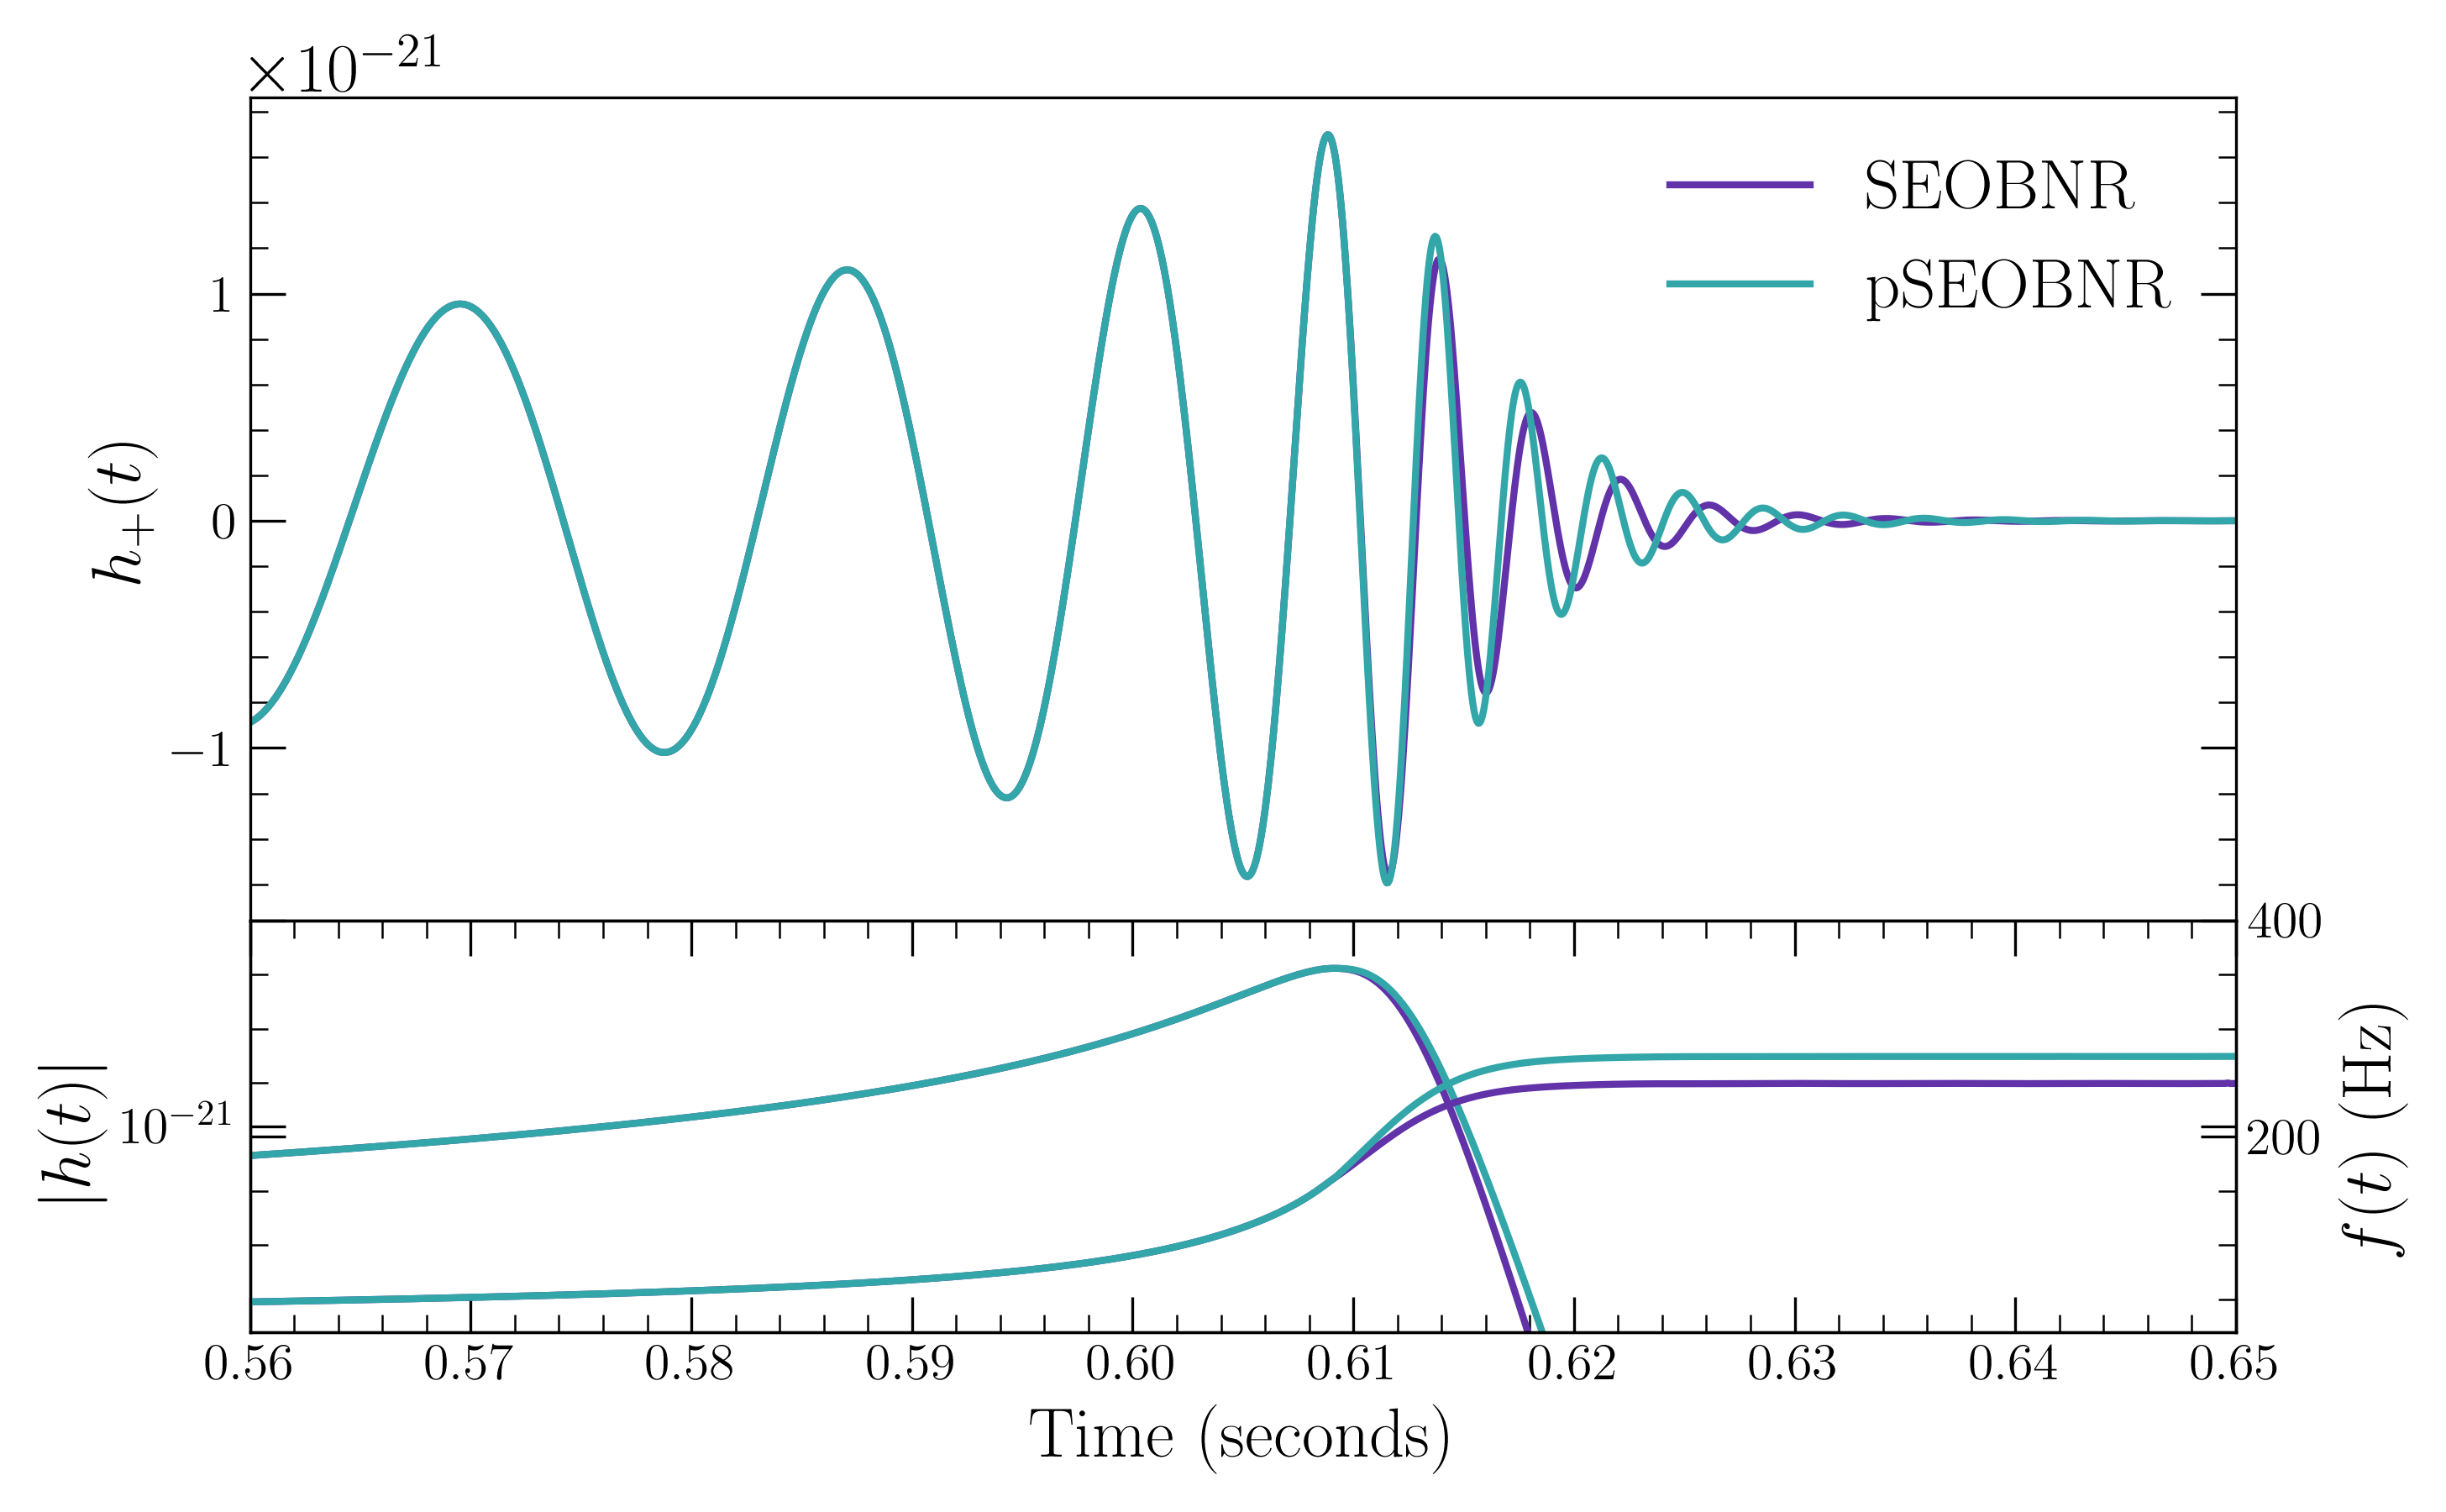 ×10⁻²¹
SEOBNR
pSEOBNR
h₊(t)
1
0
−1
400
200
f(t) (Hz)
|h(t)|
10⁻²¹
0.56 0.57 0.58 0.59 0.60 0.61 0.62 0.63 0.64 0.65
Time (seconds)